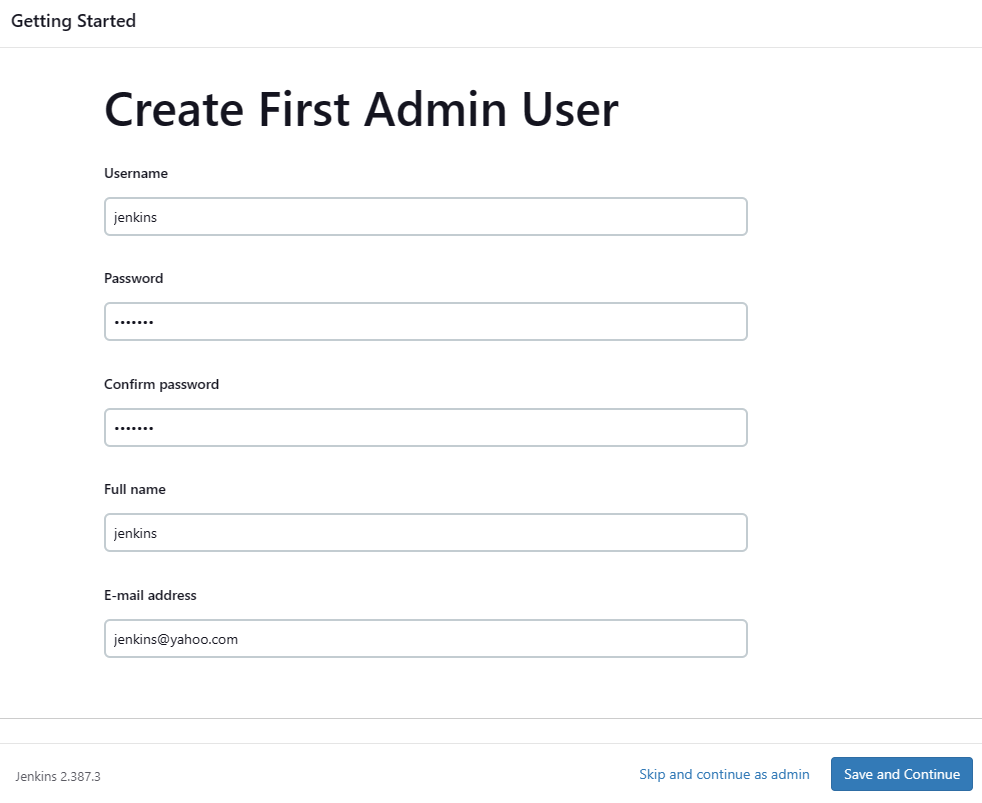 Getting Started
Create First Admin User
Username
jenkins
Password
•••••••
Confirm password
•••••••
Full name
jenkins
E-mail address
jenkins@yahoo.com
Jenkins 2.387.3
Skip and continue as admin
Save and Continue